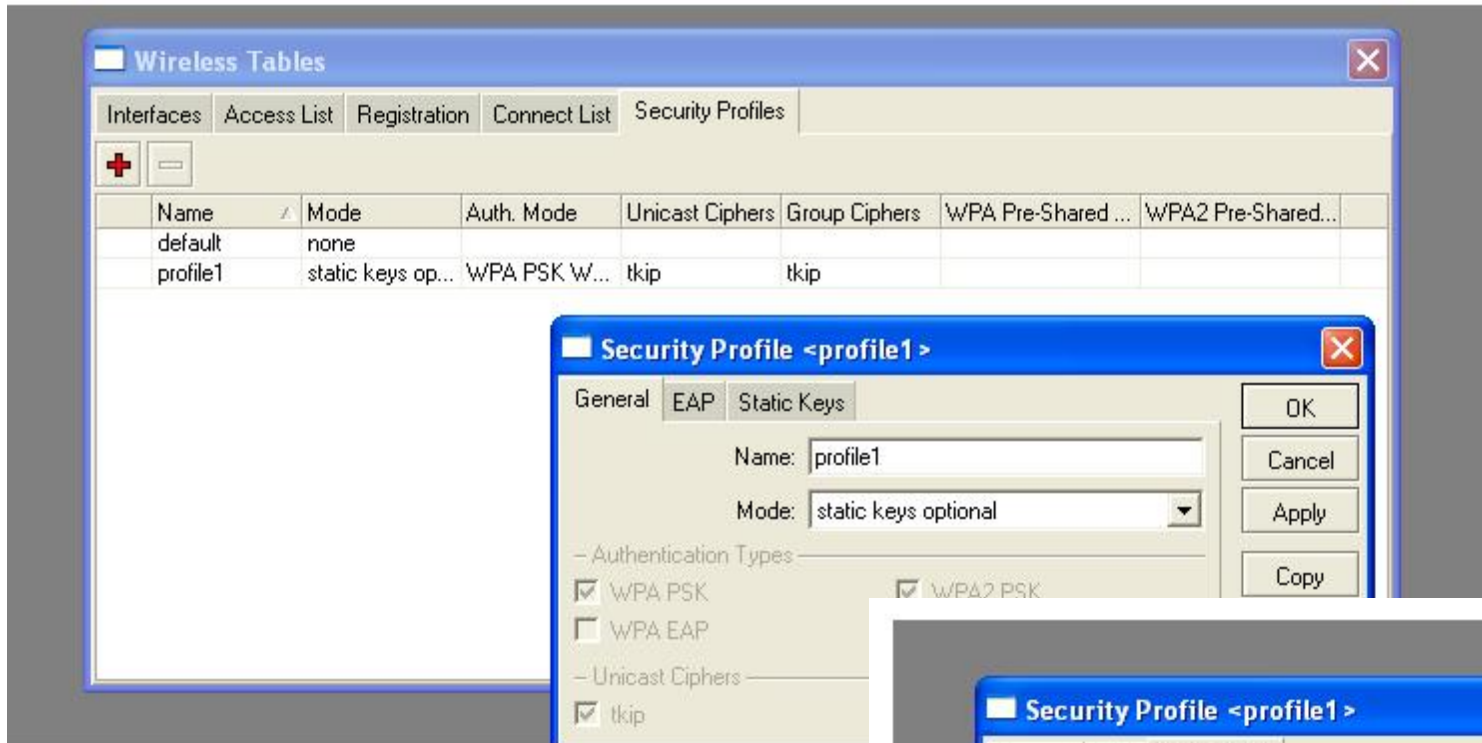 Wireless Tables
Interfaces Access List Registration Connect List Security Profiles
Name Mode Auth. Mode Unicast Ciphers Group Ciphers WPA Pre-Shared ... WPA2 Pre-Shared...
default none
profile1 static keys op... WPA PSK W... tkip tkip
Security Profile <profile1>
General EAP Static Keys
OK
Name: profile1
Cancel
Mode: static keys optional
Apply
Authentication Types
Copy
WPA PSK WPA2 PSK
WPA EAP
Unicast Ciphers
tkip
Security Profile <profile1>